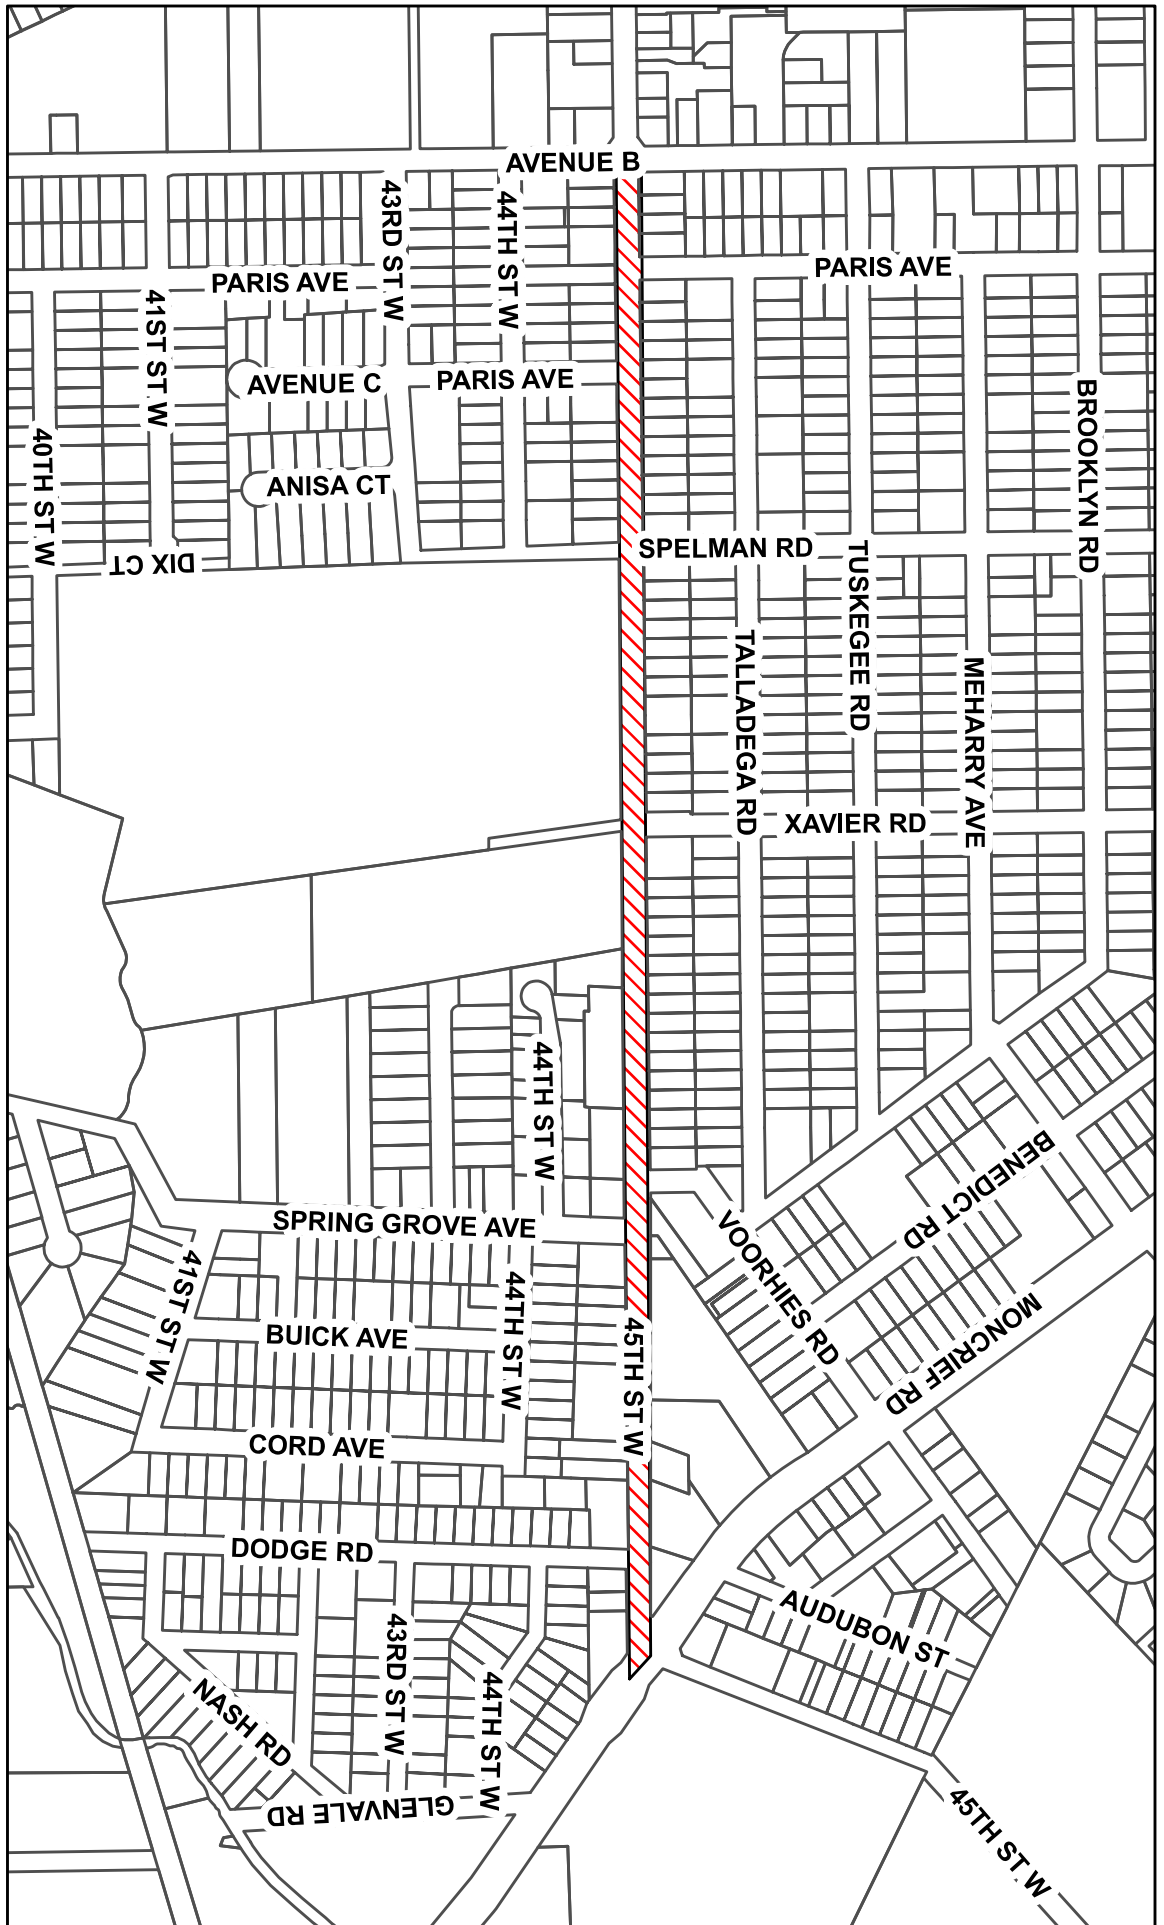 AVENUE B
43RD ST W
44TH ST W
PARIS AVE
PARIS AVE
41ST ST W
AVENUE C
PARIS AVE
BROOKLYN RD
40TH ST W
ANISA CT
DIX CT
SPELMAN RD
TUSKEGEE RD
TALLADEGA RD
MEHARRY AVE
XAVIER RD
44TH ST W
BENEDICT RD
SPRING GROVE AVE
VOORHIES RD
41ST ST W
44TH ST W
MONCRIEF RD
BUICK AVE
45TH ST W
CORD AVE
DODGE RD
AUDUBON ST
43RD ST W
44TH ST W
NASH RD
GLENVALE RD
45TH ST W